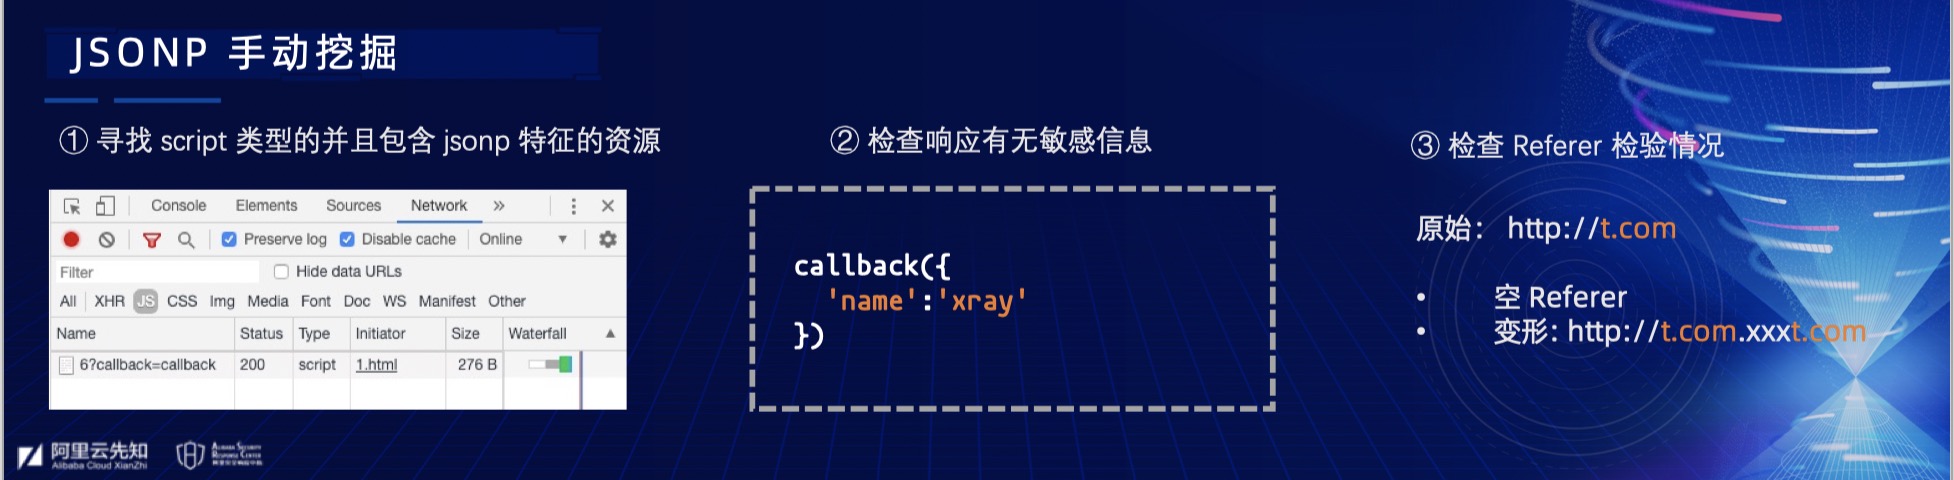 JSONP 手动挖掘
① 寻找 script 类型的并且包含 jsonp 特征的资源
Console Elements Sources Network »
Preserve log Disable cache Online
Filter Hide data URLs
All XHR JS CSS Img Media Font Doc WS Manifest Other
Name Status Type Initiator Size Waterfall
6?callback=callback 200 script 1.html 276 B
② 检查响应有无敏感信息
callback({
'name':'xray'
})
③ 检查 Referer 检验情况
原始： http://t.com
• 空 Referer
• 变形: http://t.com.xxxt.com
阿里云先知
Alibaba Cloud XianZhi
Alibaba Security
Response Center